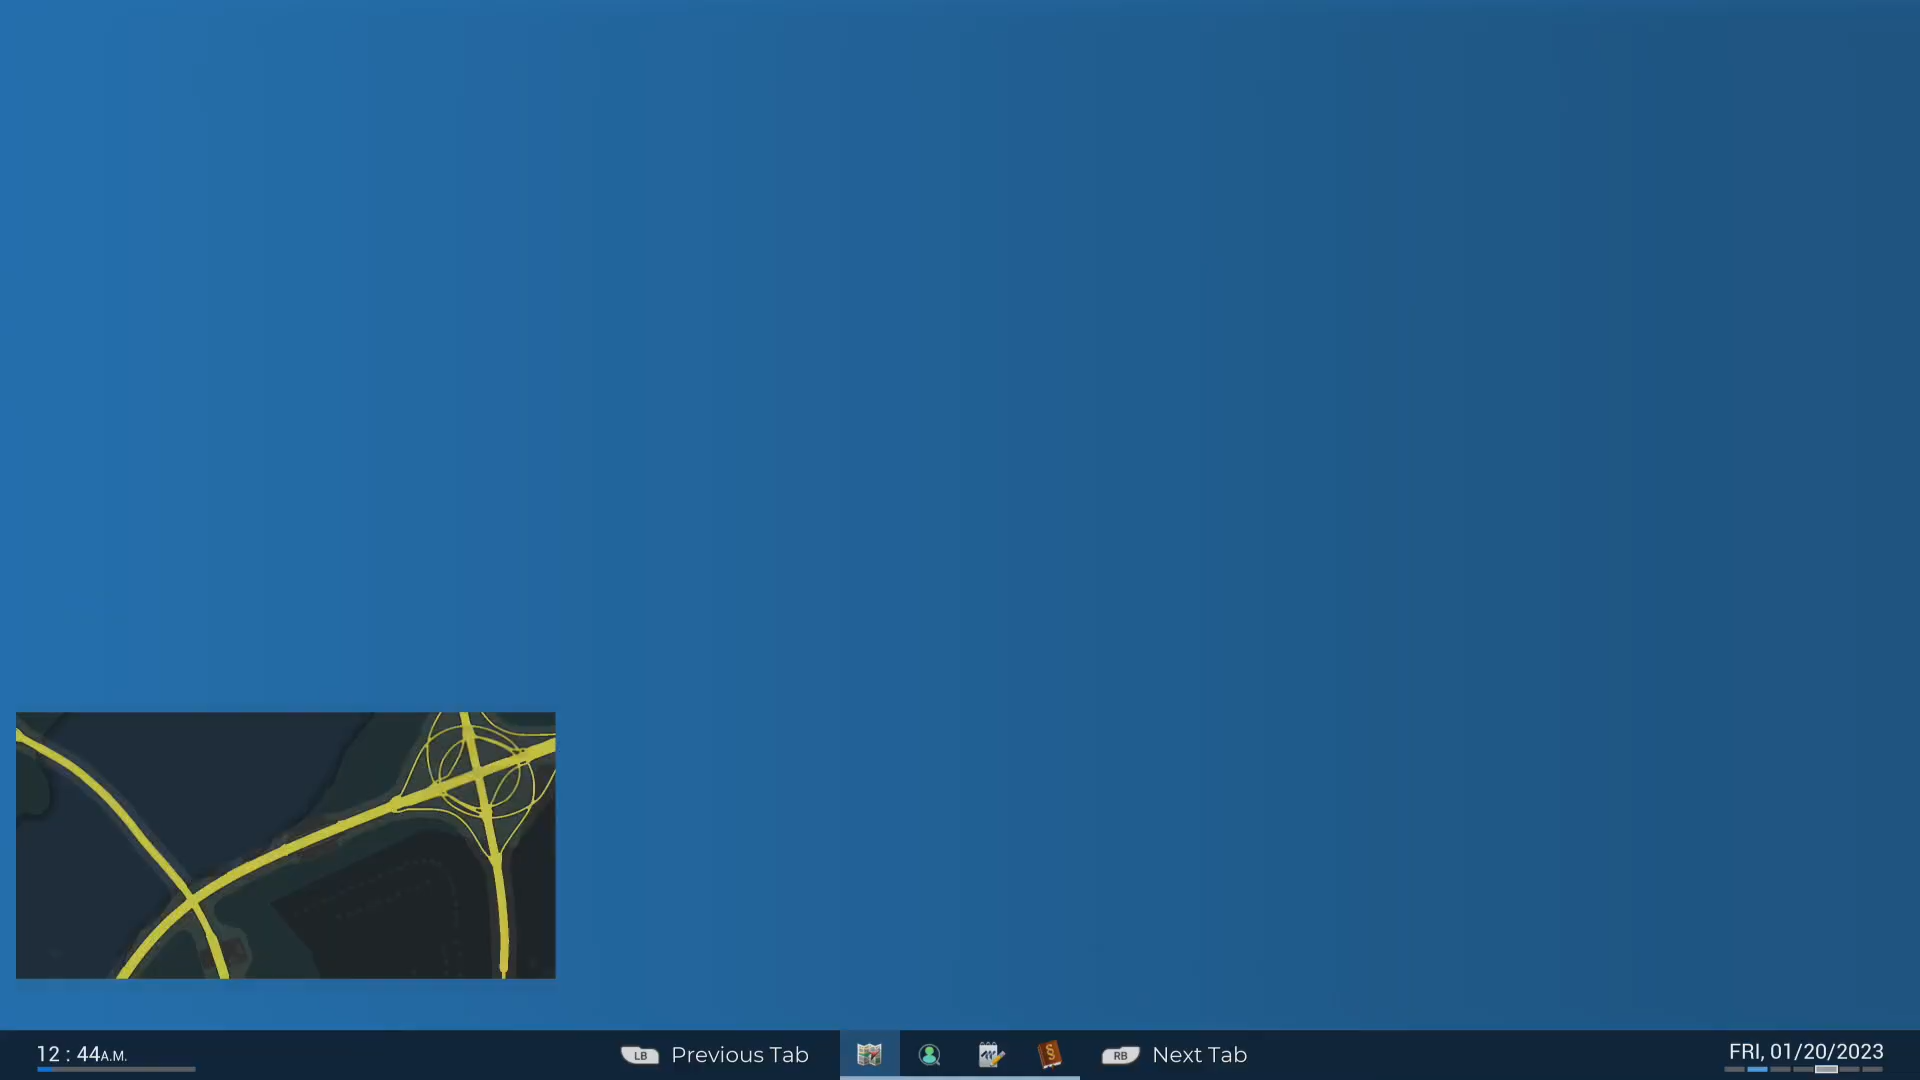 12 : 44A.M.
LB Previous Tab
RB Next Tab
FRI, 01/20/2023